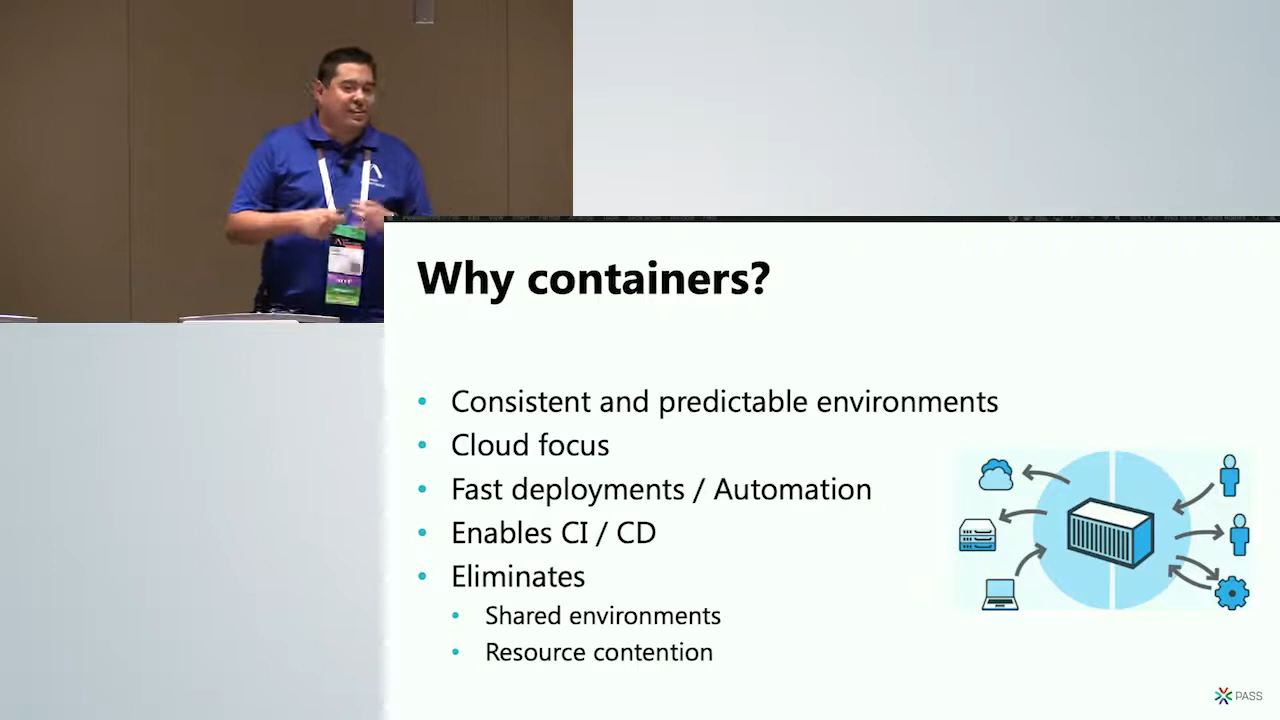 Why containers?
• Consistent and predictable environments
• Cloud focus
• Fast deployments / Automation
• Enables CI / CD
• Eliminates
• Shared environments
• Resource contention
PASS